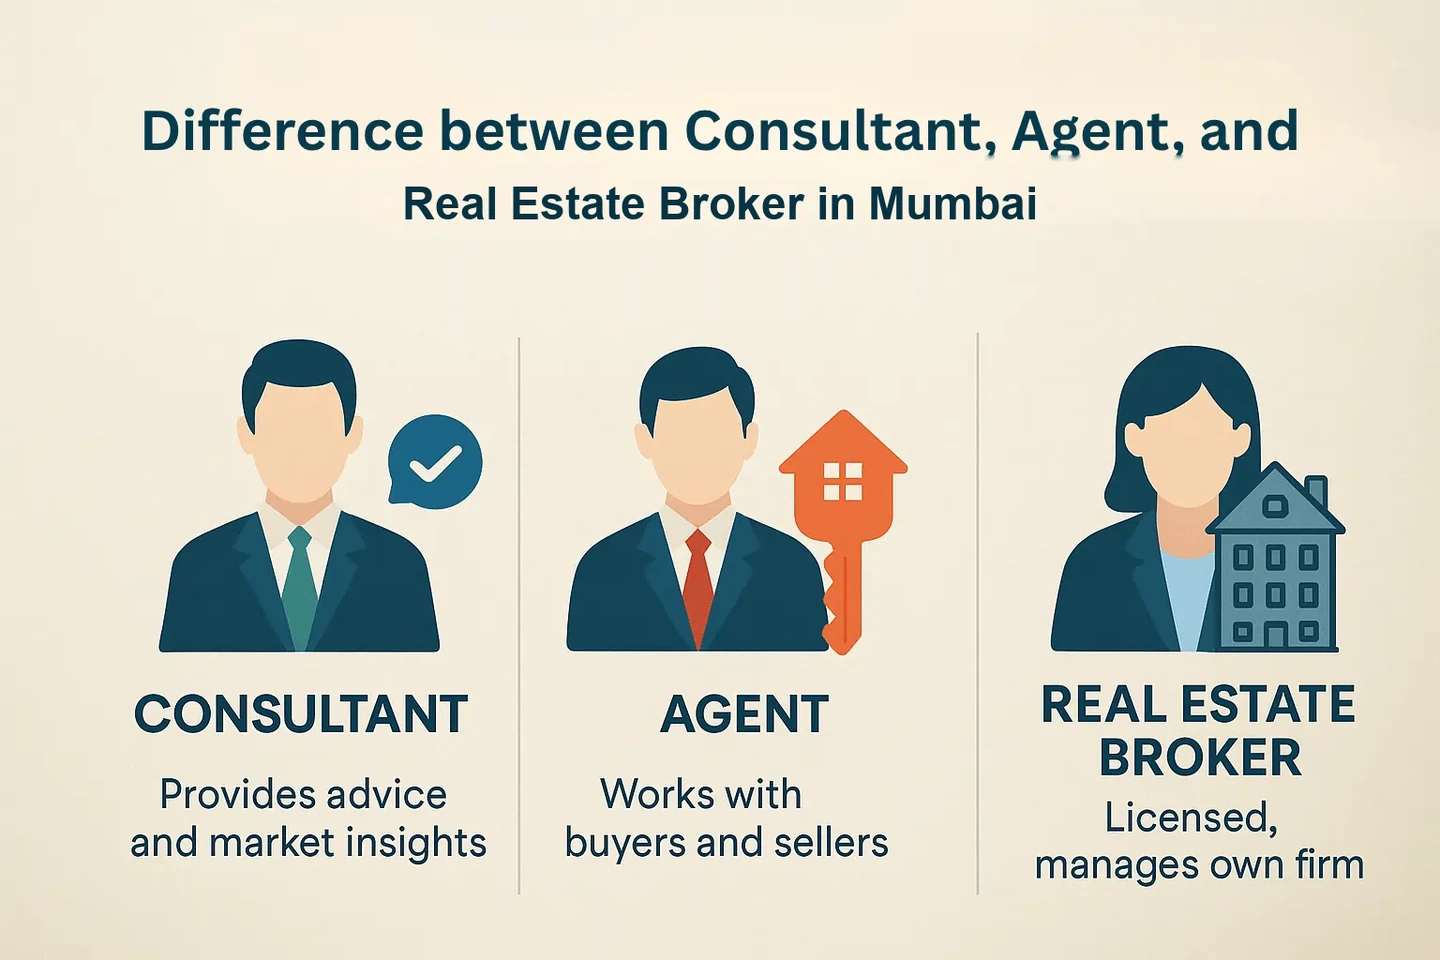 Difference between Consultant, Agent, and
Real Estate Broker in Mumbai
CONSULTANT
Provides advice
and market insights
AGENT
Works with
buyers and sellers
REAL ESTATE
BROKER
Licensed,
manages own firm